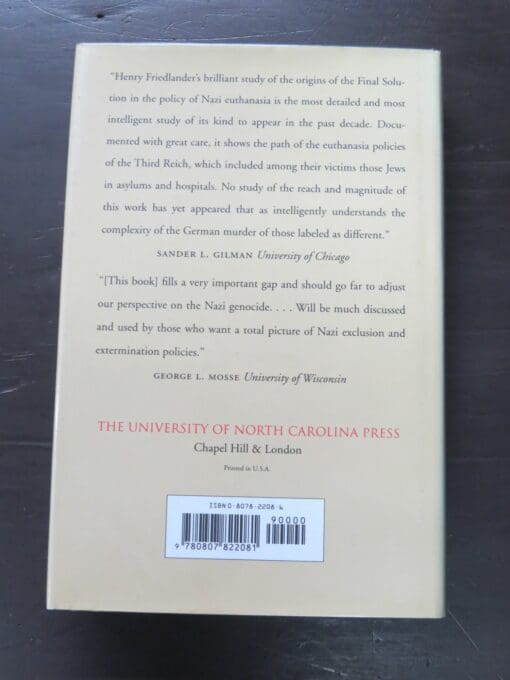 “Henry Friedlander’s brilliant study of the origins of the Final Solu-
tion in the policy of Nazi euthanasia is the most detailed and most
intelligent study of its kind to appear in the past decade. Docu-
mented with great care, it shows the path of the euthanasia policies
of the Third Reich, which included among their victims those Jews
in asylums and hospitals. No study of the reach and magnitude of
this work has yet appeared that as intelligently understands the
complexity of the German murder of those labeled as different.”
SANDER L. GILMAN University of Chicago
“[This book] fills a very important gap and should go far to adjust
our perspective on the Nazi genocide. . . . Will be much discussed
and used by those who want a total picture of Nazi exclusion and
extermination policies.”
GEORGE L. MOSSE University of Wisconsin
THE UNIVERSITY OF NORTH CAROLINA PRESS
Chapel Hill & London
Printed in U.S.A.
ISBN 0-8078-2208-6
90000
9 780807 822081